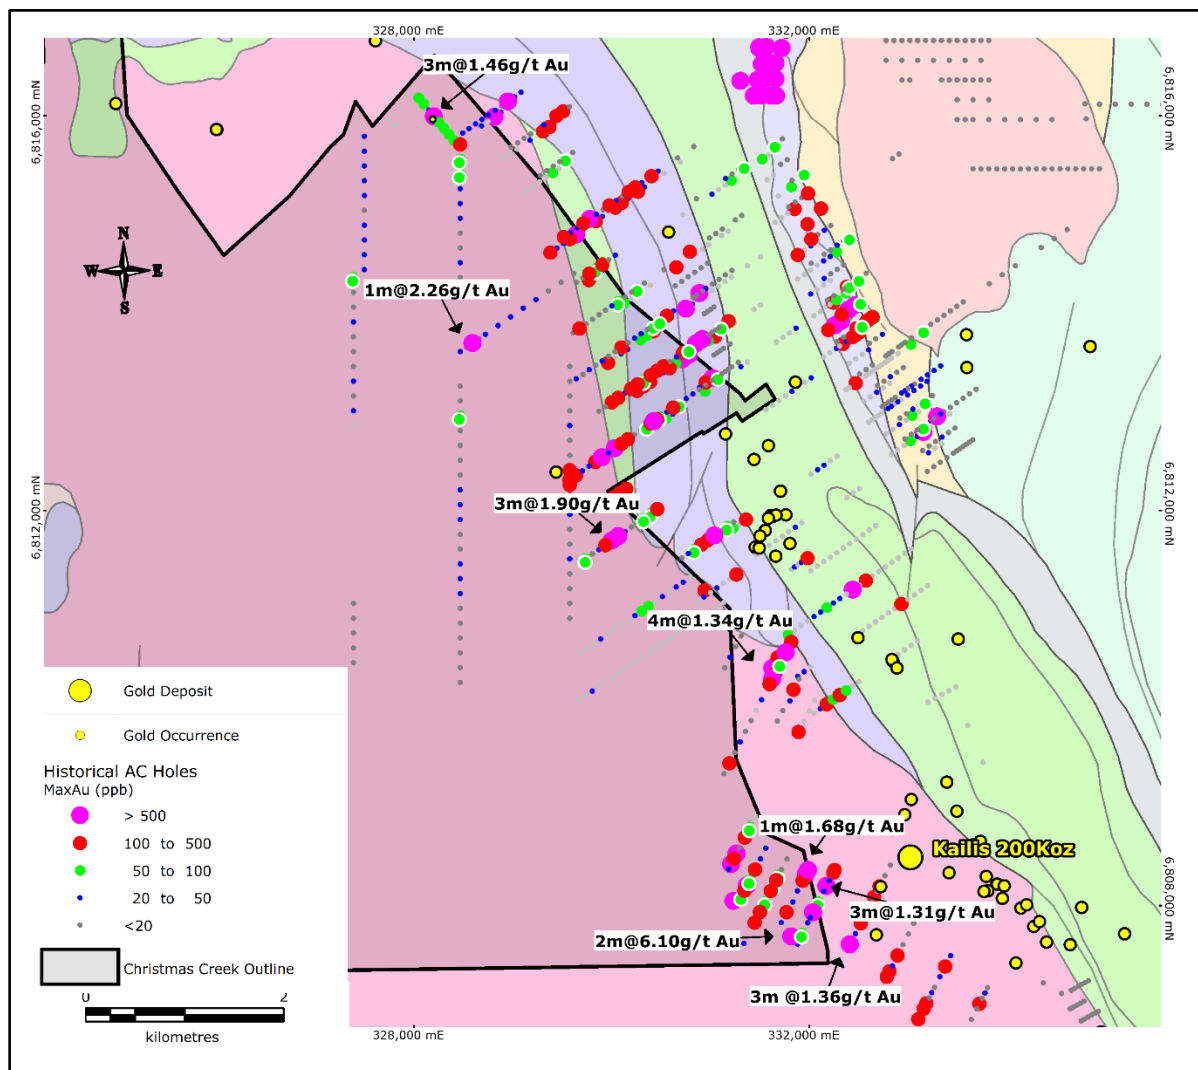 328,000 mE
332,000 mE
3m@1.46g/t Au
6,816,000 mN
6,816,000 mN
N
W E
S
1m@2.26g/t Au
3m@1.90g/t Au
6,812,000 mN
6,812,000 mN
4m@1.34g/t Au
Gold Deposit
Gold Occurrence
Historical AC Holes
MaxAu (ppb)
> 500
100 to 500
50 to 100
20 to 50
<20
Christmas Creek Outline
0 2
kilometres
1m@1.68g/t Au
Kailis 200Koz
3m@1.31g/t Au
2m@6.10g/t Au
3m @1.36g/t Au
6,808,000 mN
328,000 mE
332,000 mE